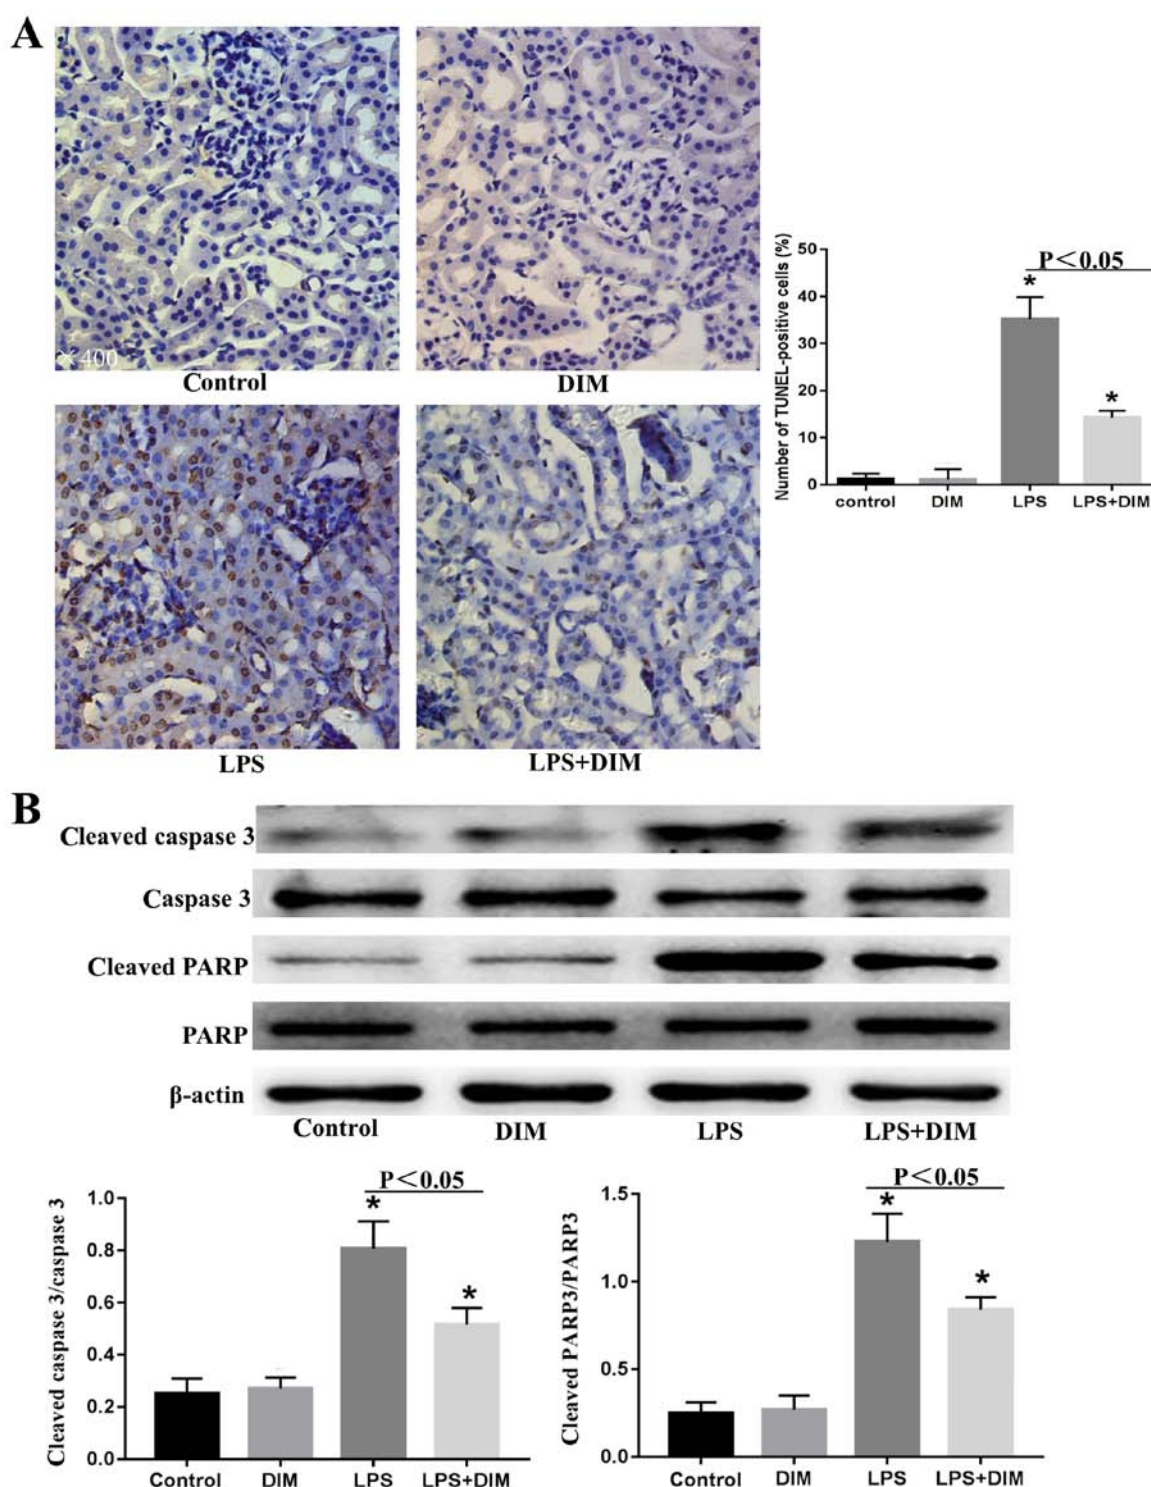 A
×400
Control
DIM
LPS
LPS+DIM
Number of TUNEL-positive cells (%)
50
40
30
20
10
0
P<0.05
*
*
control
DIM
LPS
LPS+DIM
B
Cleaved caspase 3
Caspase 3
Cleaved PARP
PARP
β-actin
Control
DIM
LPS
LPS+DIM
Cleaved caspase 3/caspase 3
1.0
0.8
0.6
0.4
0.2
0.0
P<0.05
*
*
Control
DIM
LPS
LPS+DIM
Cleaved PARP3/PARP3
1.5
1.0
0.5
0.0
P<0.05
*
*
Control
DIM
LPS
LPS+DIM